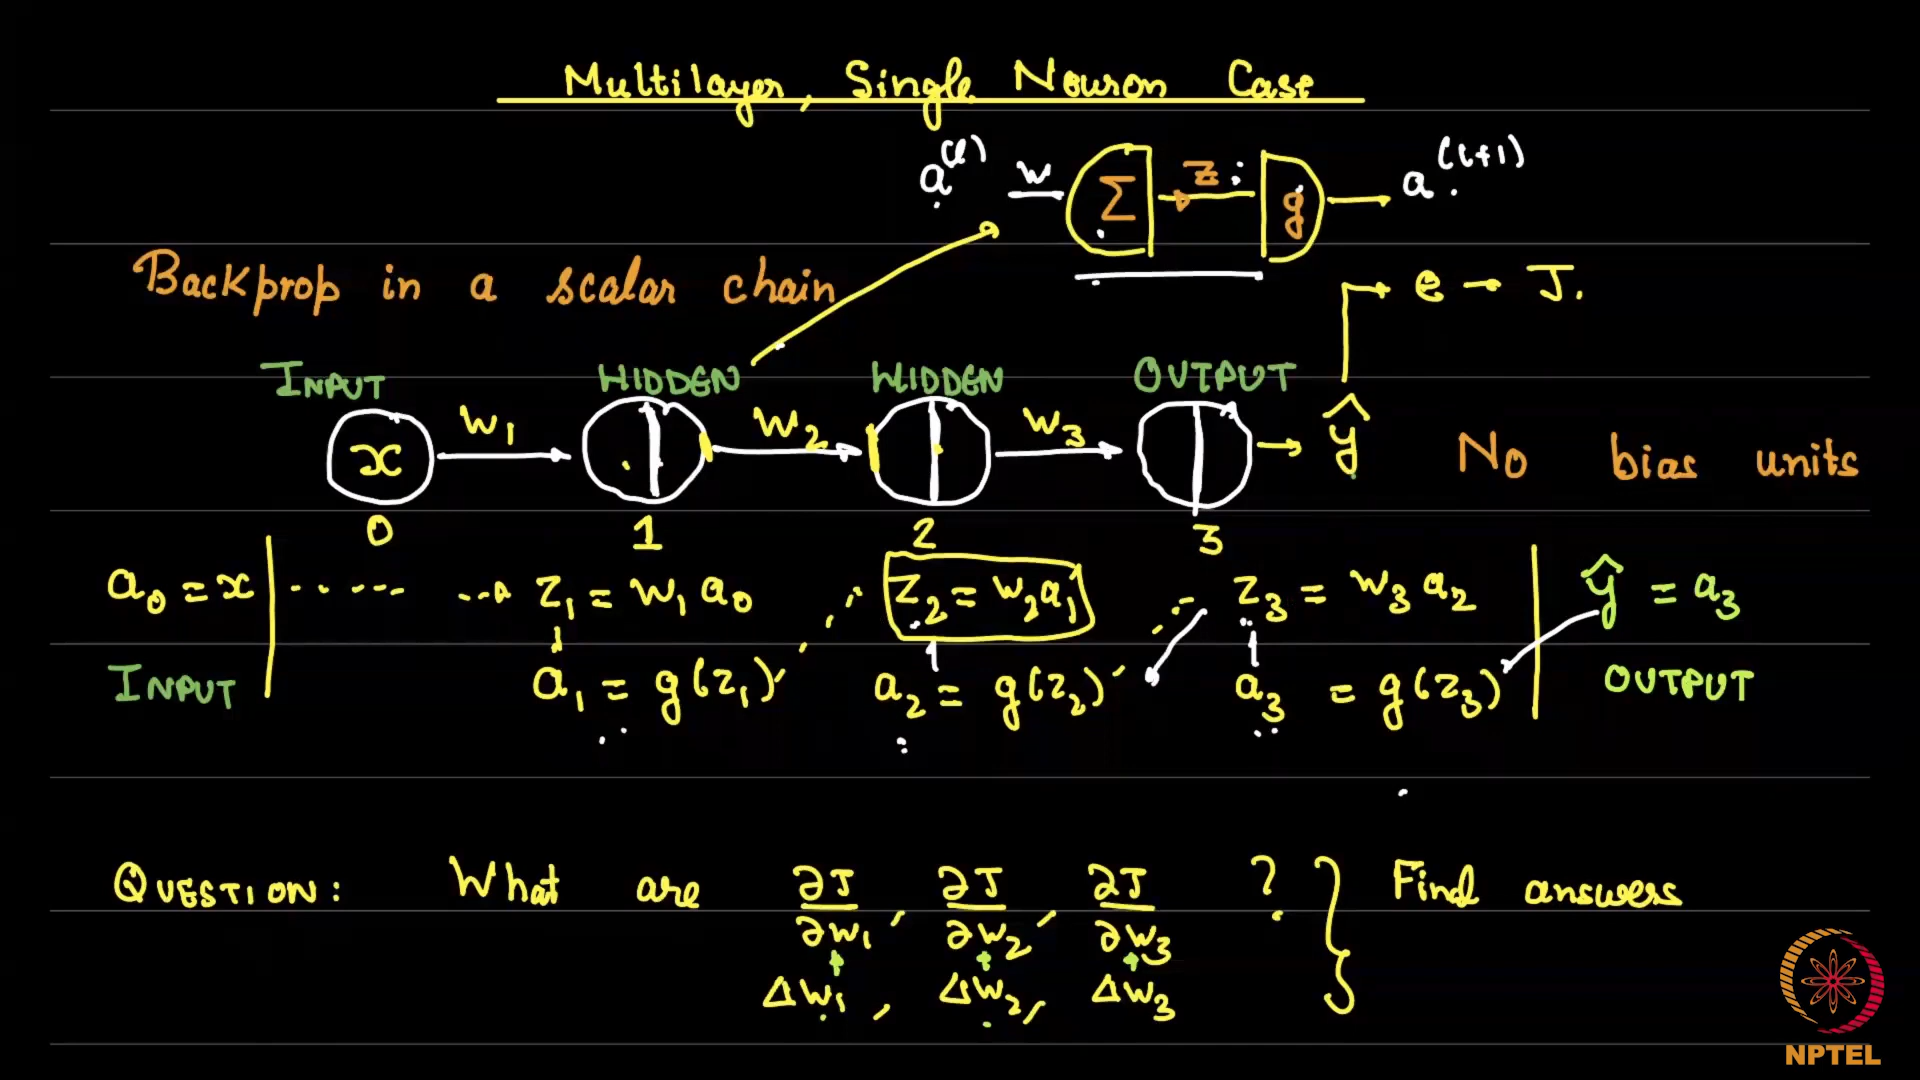 Multilayer, Single Neuron Case
a^(l) w Σ z g a^(l+1)
Backprop in a scalar chain
e → J.
INPUT HIDDEN HIDDEN OUTPUT
x w₁ w₂ w₃ ŷ No bias units
0 1 2 3
a₀ = x z₁ = w₁ a₀ z₂ = w₂ a₁ z₃ = w₃ a₂ ŷ = a₃
INPUT a₁ = g(z₁) a₂ = g(z₂) a₃ = g(z₃) OUTPUT
QUESTION: What are ∂J/∂w₁, ∂J/∂w₂, ∂J/∂w₃ ? } Find answers
Δw₁, Δw₂, Δw₃
NPTEL